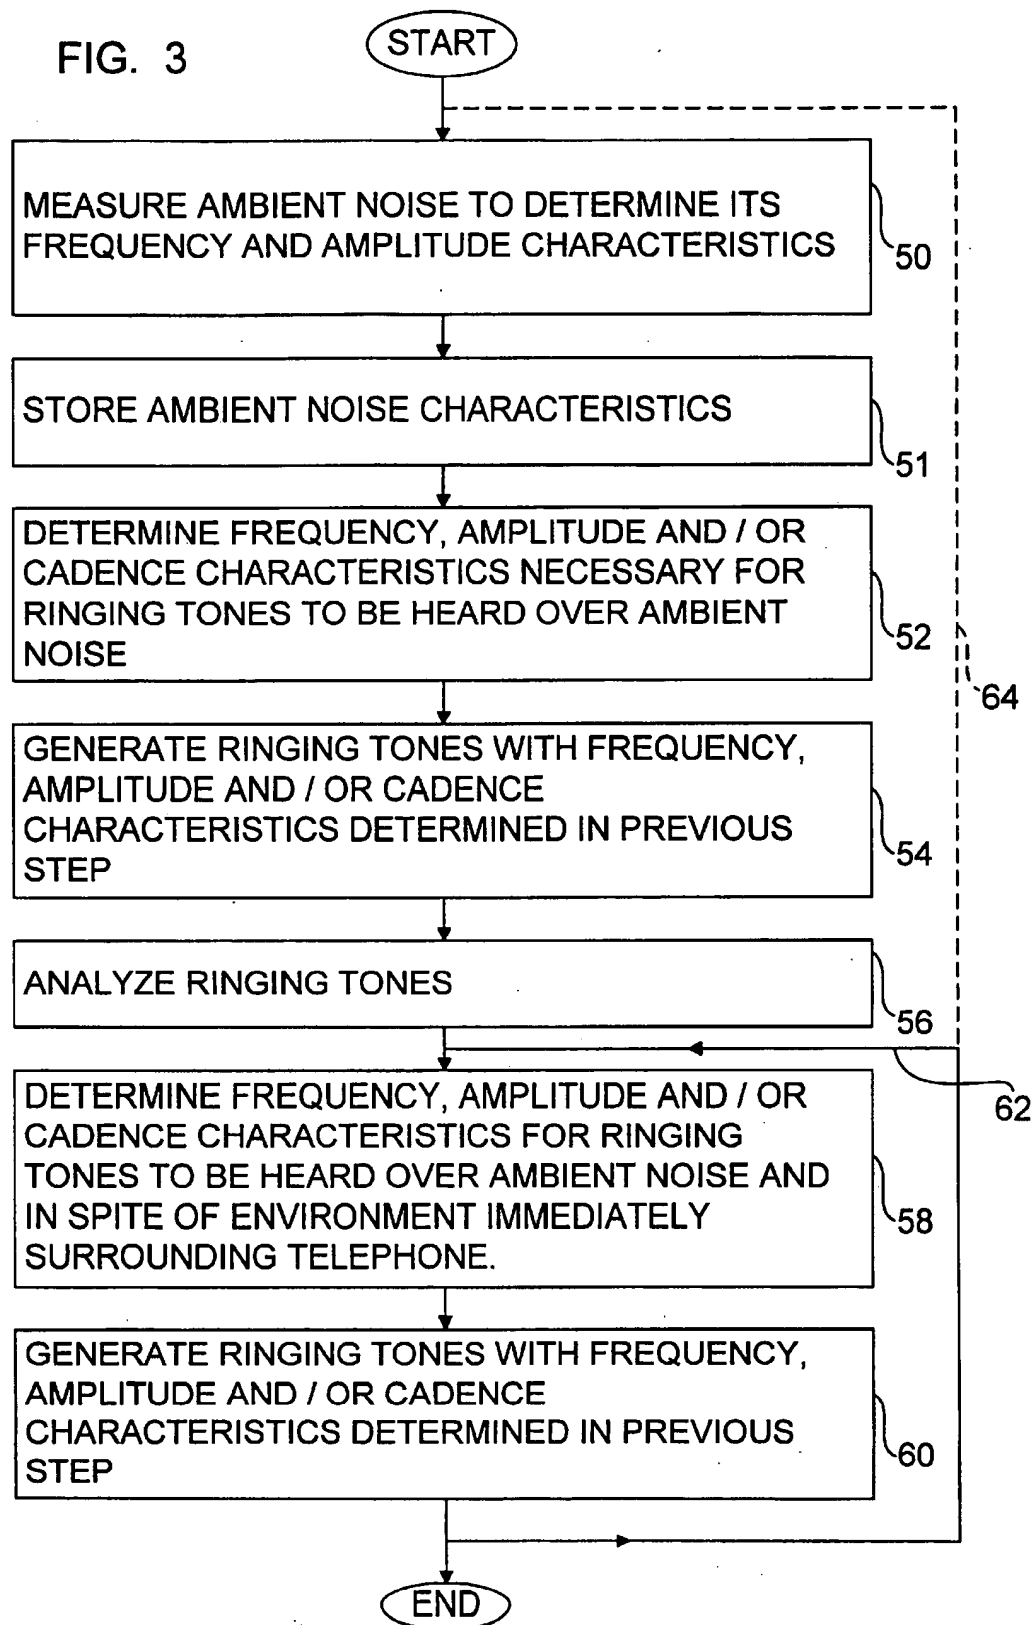 FIG. 3
START
MEASURE AMBIENT NOISE TO DETERMINE ITS
FREQUENCY AND AMPLITUDE CHARACTERISTICS
50
STORE AMBIENT NOISE CHARACTERISTICS
51
DETERMINE FREQUENCY, AMPLITUDE AND / OR
CADENCE CHARACTERISTICS NECESSARY FOR
RINGING TONES TO BE HEARD OVER AMBIENT
NOISE
52
64
GENERATE RINGING TONES WITH FREQUENCY,
AMPLITUDE AND / OR CADENCE
CHARACTERISTICS DETERMINED IN PREVIOUS
STEP
54
ANALYZE RINGING TONES
56
62
DETERMINE FREQUENCY, AMPLITUDE AND / OR
CADENCE CHARACTERISTICS FOR RINGING
TONES TO BE HEARD OVER AMBIENT NOISE AND
IN SPITE OF ENVIRONMENT IMMEDIATELY
SURROUNDING TELEPHONE.
58
GENERATE RINGING TONES WITH FREQUENCY,
AMPLITUDE AND / OR CADENCE
CHARACTERISTICS DETERMINED IN PREVIOUS
STEP
60
END